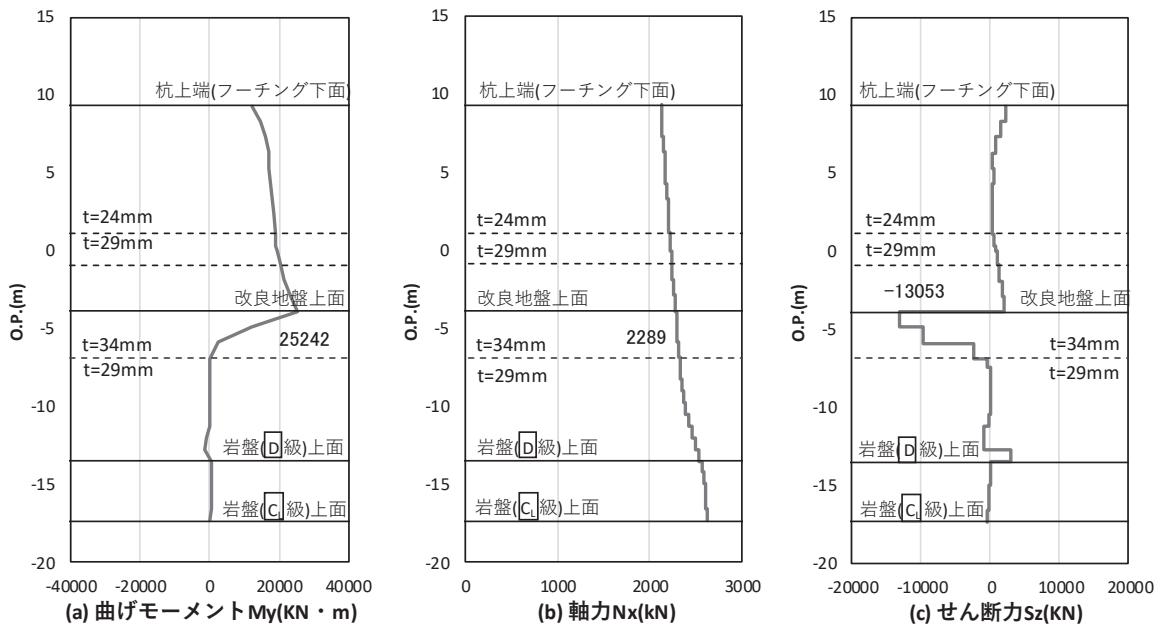 15
10
5
0
-5
-10
-15
-20
O.P.(m)
杭上端(フーチング下面)
t=24mm
t=29mm
改良地盤上面
25242
t=34mm
t=29mm
岩盤(D級)上面
岩盤(CL級)上面
-40000 -20000 0 20000 40000
(a) 曲げモーメントMy(KN・m)
15
10
5
0
-5
-10
-15
-20
O.P.(m)
杭上端(フーチング下面)
t=24mm
t=29mm
改良地盤上面
2289
t=34mm
t=29mm
岩盤(D級)上面
岩盤(CL級)上面
0 1000 2000 3000
(b) 軸力Nx(kN)
15
10
5
0
-5
-10
-15
-20
O.P.(m)
杭上端(フーチング下面)
t=24mm
t=29mm
-13053
改良地盤上面
t=34mm
t=29mm
岩盤(D級)上面
岩盤(CL級)上面
-20000 -10000 0 10000 20000
(c) せん断力Sz(KN)